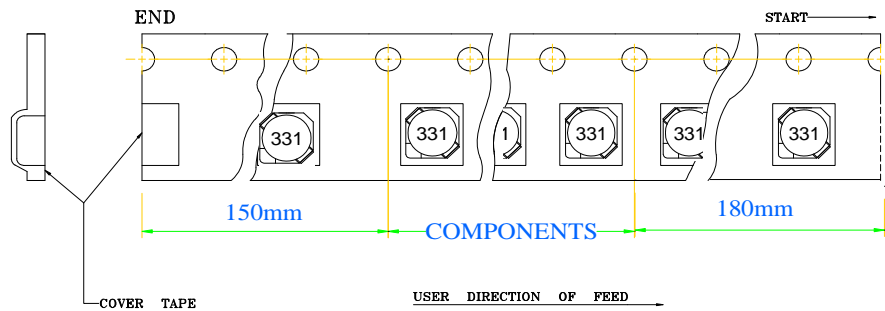 END
START
331
331
1
331
331
331
150mm
COMPONENTS
180mm
COVER TAPE
USER DIRECTION OF FEED